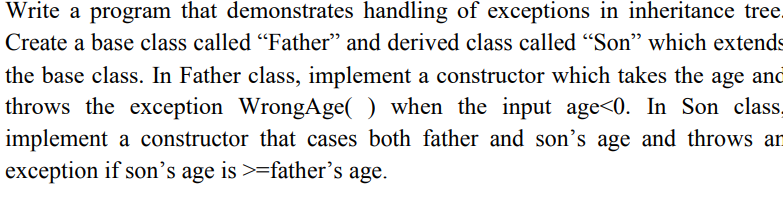 Write a program that demonstrates handling of exceptions in inheritance tree.
Create a base class called “Father” and derived class called “Son” which extends
the base class. In Father class, implement a constructor which takes the age and
throws the exception WrongAge( ) when the input age<0. In Son class,
implement a constructor that cases both father and son’s age and throws an
exception if son’s age is >=father’s age.